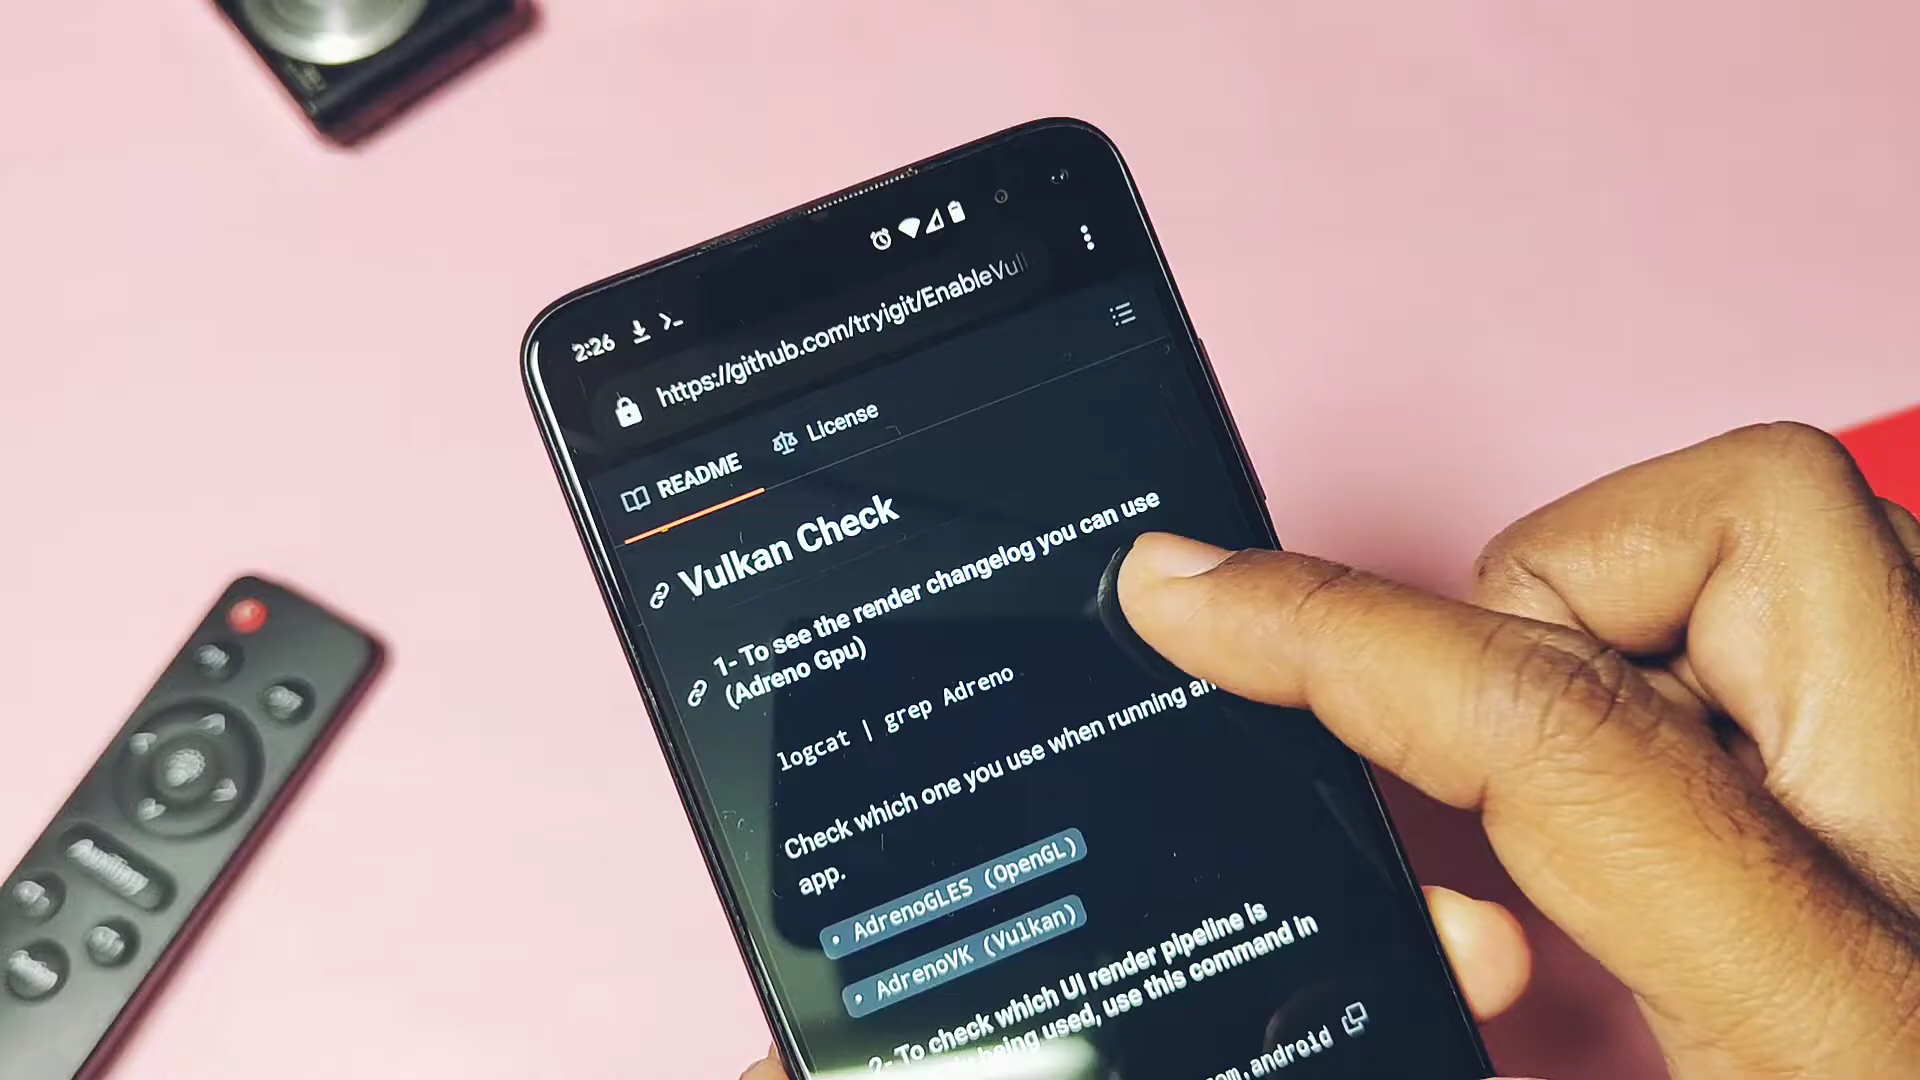 2:26
https://github.com/tryigit/EnableVul
README
License
Vulkan Check
1- To see the render changelog you can use
(Adreno Gpu)
logcat | grep Adreno
Check which one you use when running an
app.
• AdrenoGLES (OpenGL)
• AdrenoVK (Vulkan)
2- To check which UI render pipeline is
being used, use this command in
android